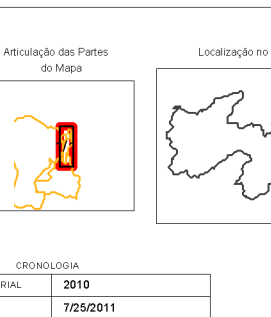 Articulação das Partes
do Mapa
Localização no
CRONOLOGIA
RIAL 2010
7/25/2011